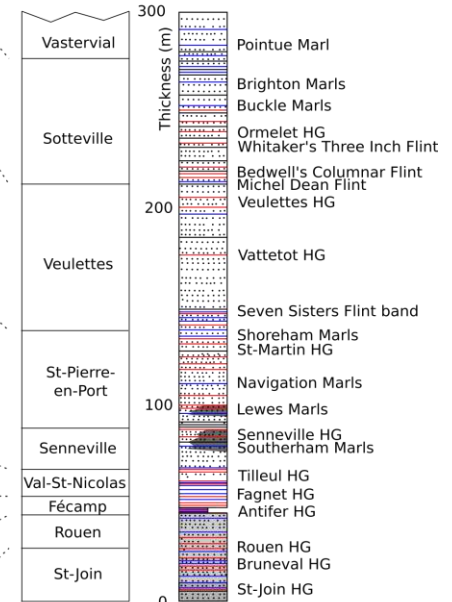 Vastervial
Sotteville
Veulettes
St-Pierre-
en-Port
Senneville
Val-St-Nicolas
Fécamp
Rouen
St-Join
Thickness (m)
300
200
100
0
Pointue Marl
Brighton Marls
Buckle Marls
Ormelet HG
Whitaker's Three Inch Flint
Bedwell's Columnar Flint
Michel Dean Flint
Veulettes HG
Vattetot HG
Seven Sisters Flint band
Shoreham Marls
St-Martin HG
Navigation Marls
Lewes Marls
Senneville HG
Southerham Marls
Tilleul HG
Fagnet HG
Antifer HG
Rouen HG
Bruneval HG
St-Join HG